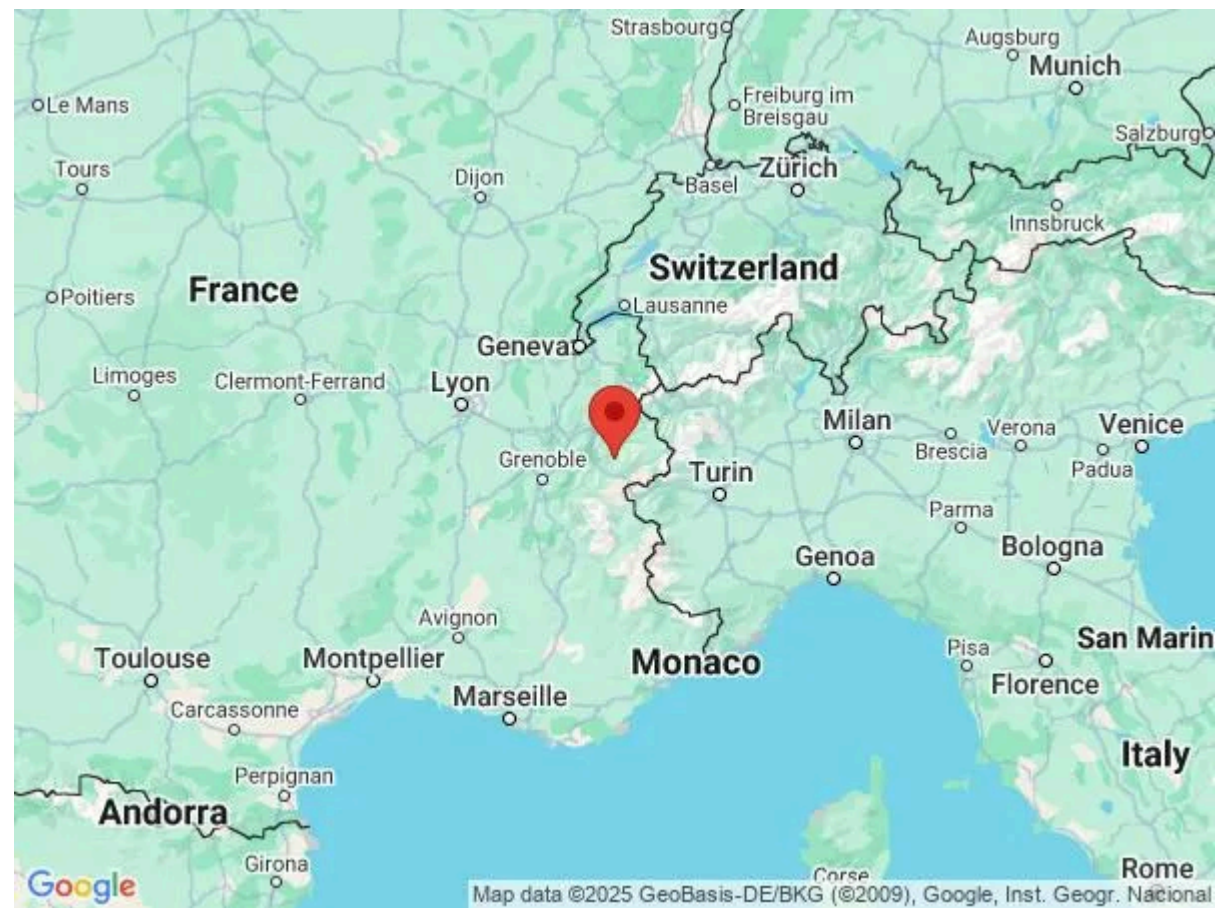 Strasbourg
Augsburg
Munich
Le Mans
Freiburg im
Breisgau
Salzburg
Tours
Dijon
Basel
Zürich
Innsbruck
France
Switzerland
Poitiers
Lausanne
Geneva
Limoges
Clermont-Ferrand
Lyon
Milan
Verona
Venice
Brescia
Padua
Grenoble
Turin
Parma
Bologna
Genoa
Avignon
San Marin
Toulouse
Montpellier
Monaco
Pisa
Florence
Marseille
Carcassonne
Italy
Perpignan
Andorra
Girona
Corse
Rome
Google
Map data ©2025 GeoBasis-DE/BKG (©2009), Google, Inst. Geogr. Nacional